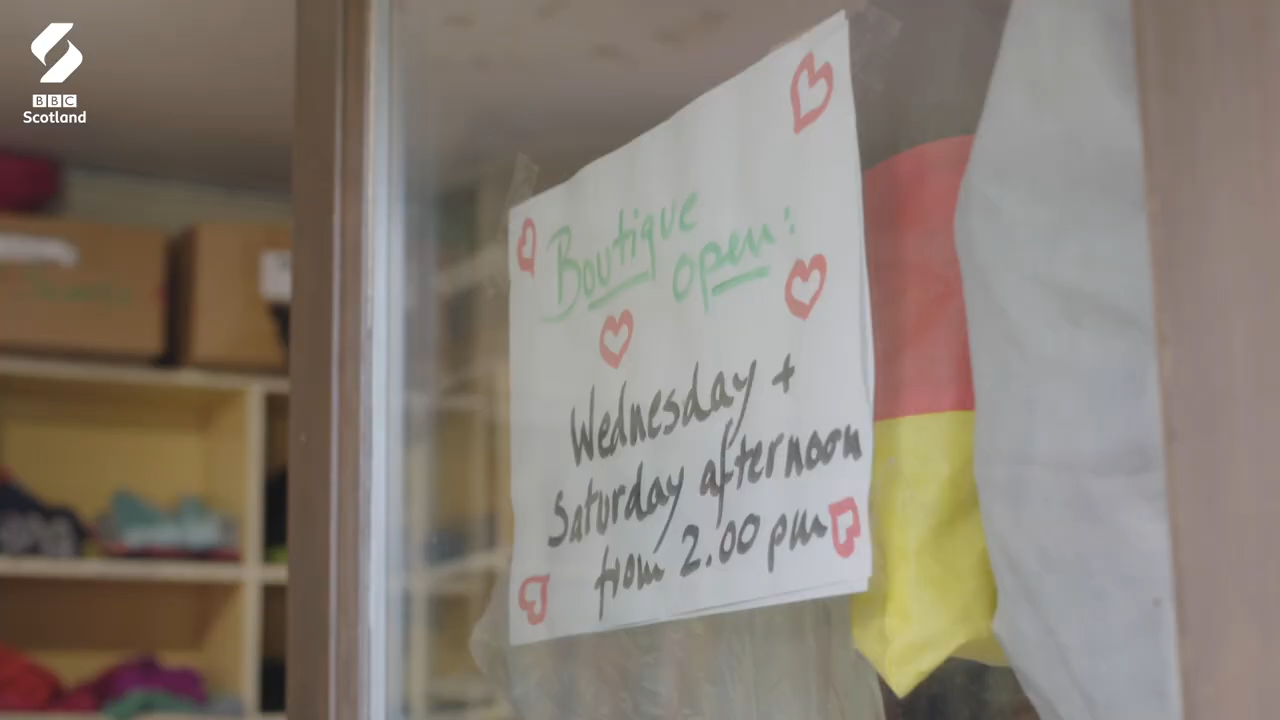 BBC
Scotland
Boutique
open:
Wednesday +
Saturday afternoon
from 2.00 pm